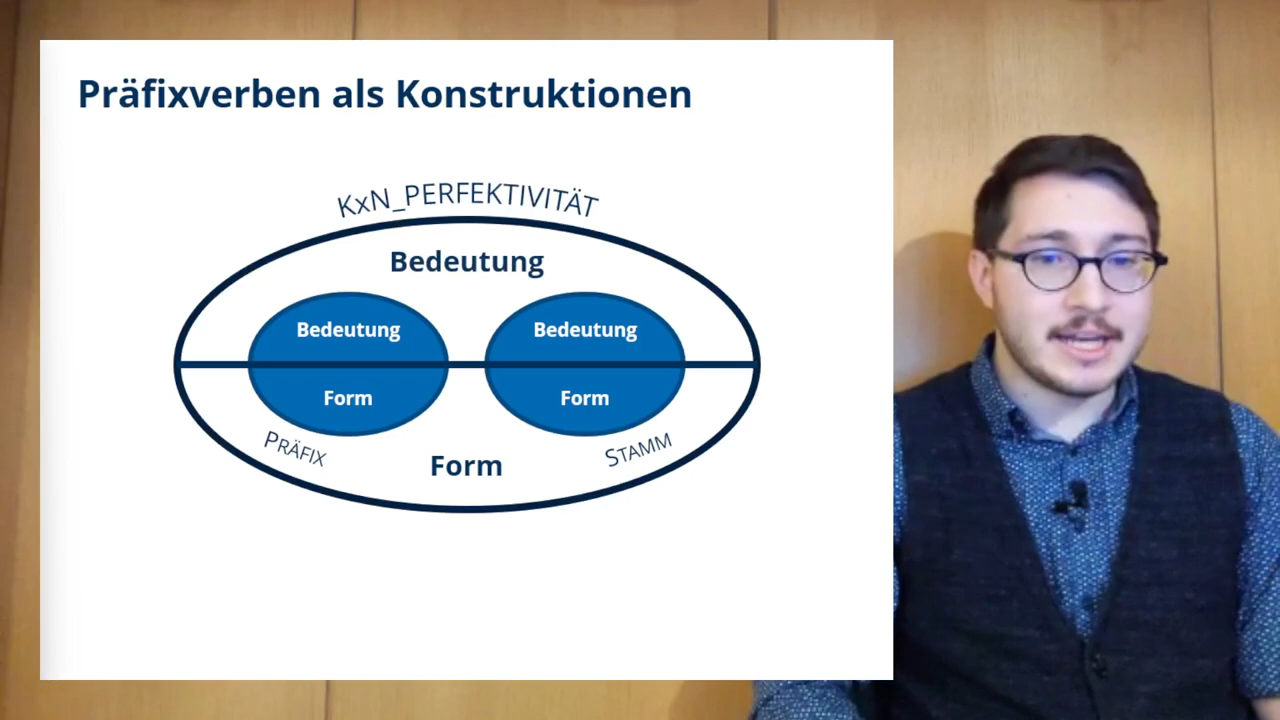 Präfixverben als Konstruktionen
KxN_PERFEKTIVITÄT
Bedeutung
Bedeutung Bedeutung
Form Form
PRÄFIX Form STAMM